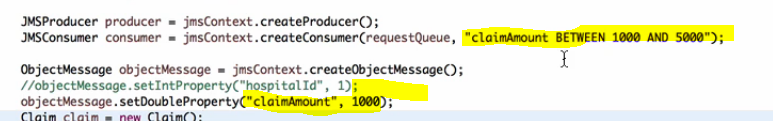 JMSProducer producer = jmsContext.createProducer();
JMSConsumer consumer = jmsContext.createConsumer(requestQueue, "claimAmount BETWEEN 1000 AND 5000");
ObjectMessage objectMessage = jmsContext.createObjectMessage();
//objectMessage.setIntProperty("hospitalId", 1);
objectMessage.setDoubleProperty("claimAmount", 1000);
Claim claim = new Claim();